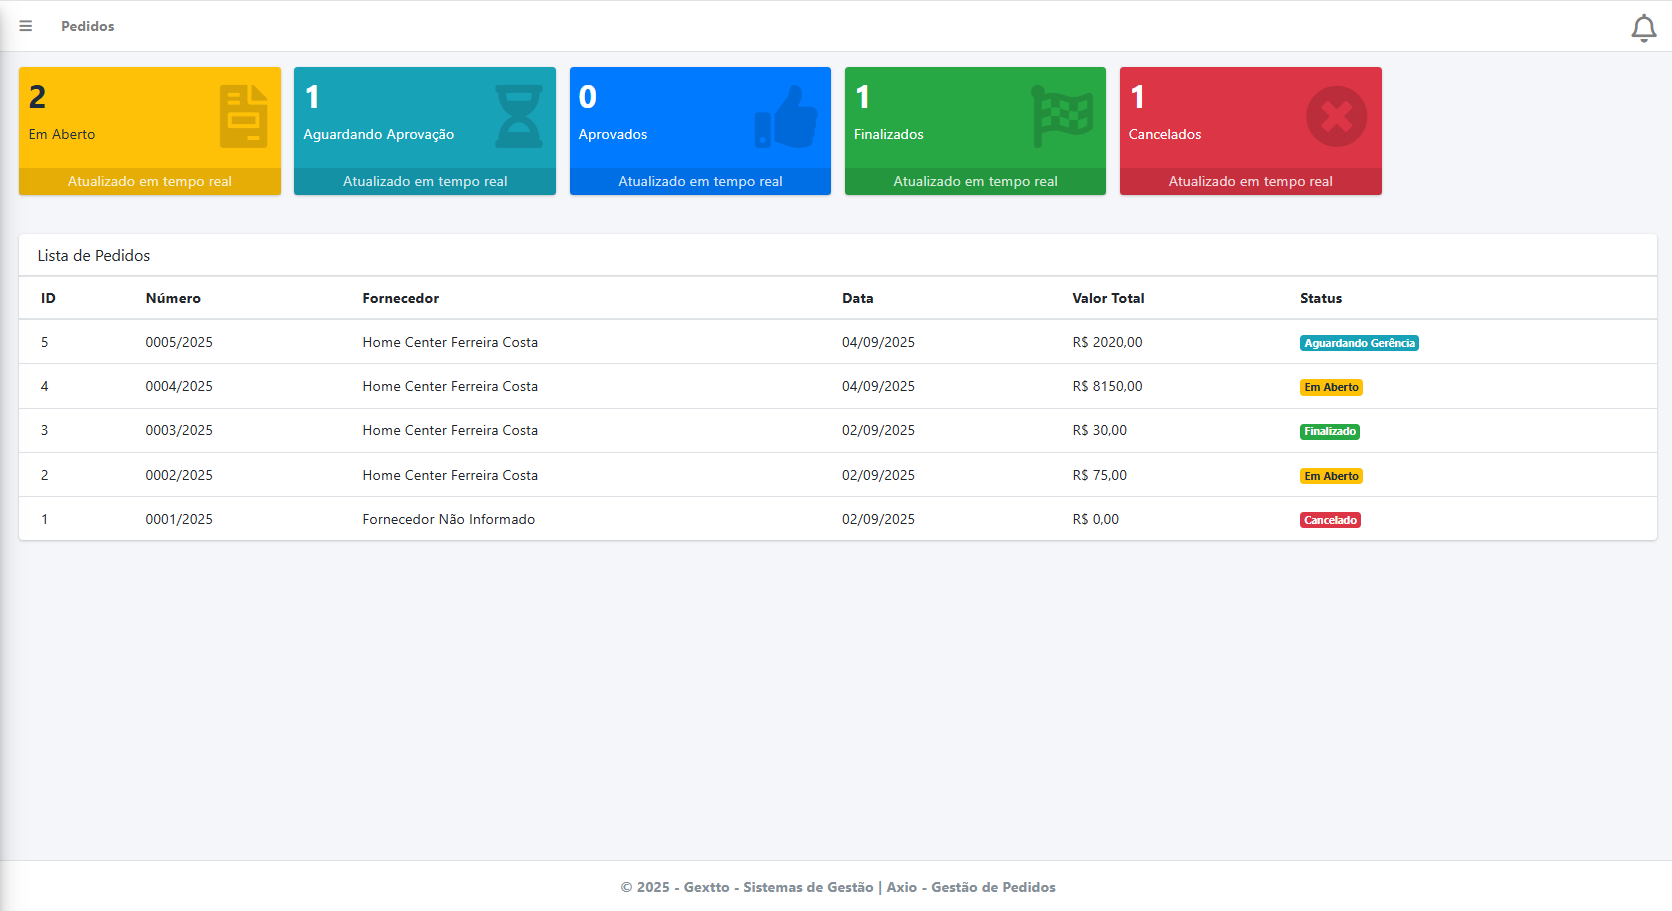 Pedidos
2
Em Aberto
Atualizado em tempo real
1
Aguardando Aprovação
Atualizado em tempo real
0
Aprovados
Atualizado em tempo real
1
Finalizados
Atualizado em tempo real
1
Cancelados
Atualizado em tempo real
Lista de Pedidos
ID Número Fornecedor Data Valor Total Status
5 0005/2025 Home Center Ferreira Costa 04/09/2025 R$ 2020,00 Aguardando Gerência
4 0004/2025 Home Center Ferreira Costa 04/09/2025 R$ 8150,00 Em Aberto
3 0003/2025 Home Center Ferreira Costa 02/09/2025 R$ 30,00 Finalizado
2 0002/2025 Home Center Ferreira Costa 02/09/2025 R$ 75,00 Em Aberto
1 0001/2025 Fornecedor Não Informado 02/09/2025 R$ 0,00 Cancelado
© 2025 - Gextto - Sistemas de Gestão | Axio - Gestão de Pedidos